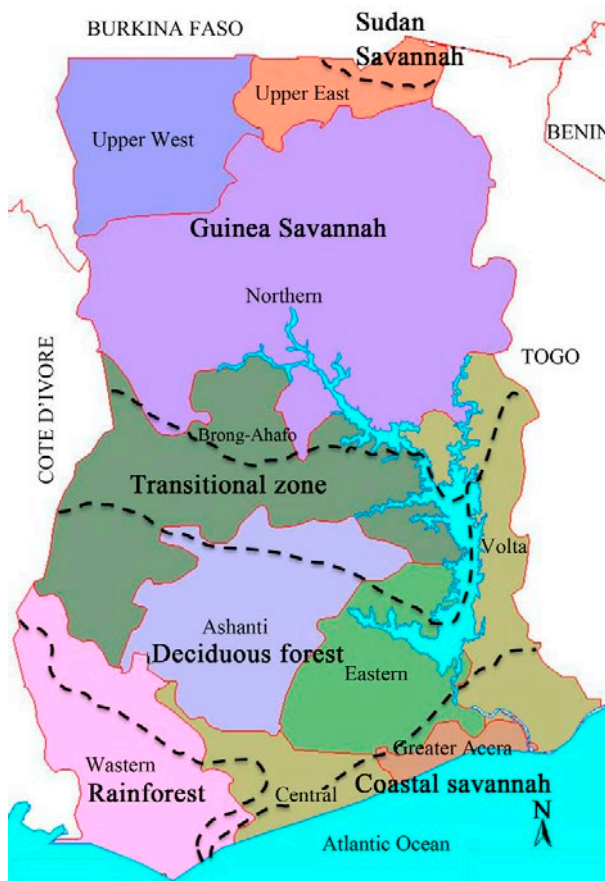 BURKINA FASO
Sudan
Savannah
Upper East
Upper West
BENIN
Guinea Savannah
Northern
TOGO
COTE D'IVORE
Brong-Ahafo
Transitional zone
Volta
Ashanti
Deciduous forest
Eastern
Greater Accra
Wastern
Rainforest
Central
Coastal savannah
N
Atlantic Ocean